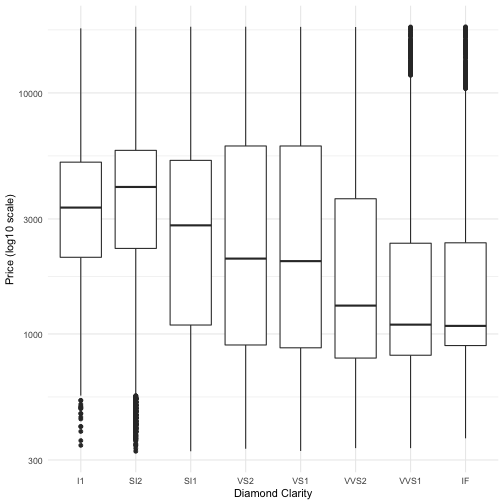 Price (log10 scale)
10000
3000
1000
300
I1 SI2 SI1 VS2 VS1 VVS2 VVS1 IF
Diamond Clarity